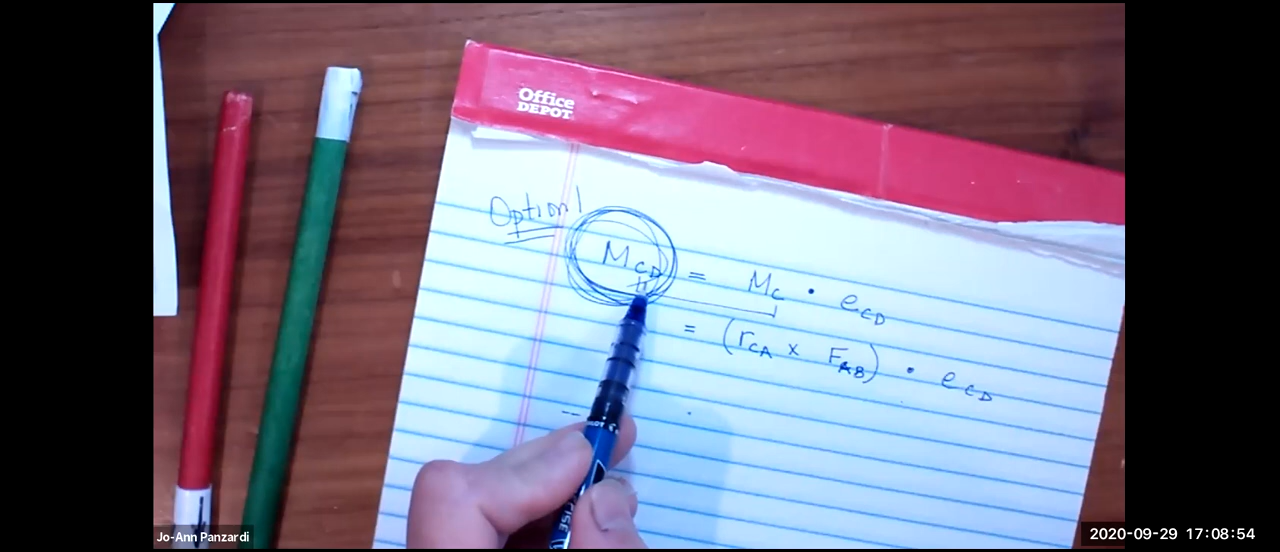 Office
DEPOT
Option 1
M_CD = M_C · e_CD
= (r_CA × F_AB) · e_CD
Jo-Ann Panzardi
2020-09-29 17:08:54